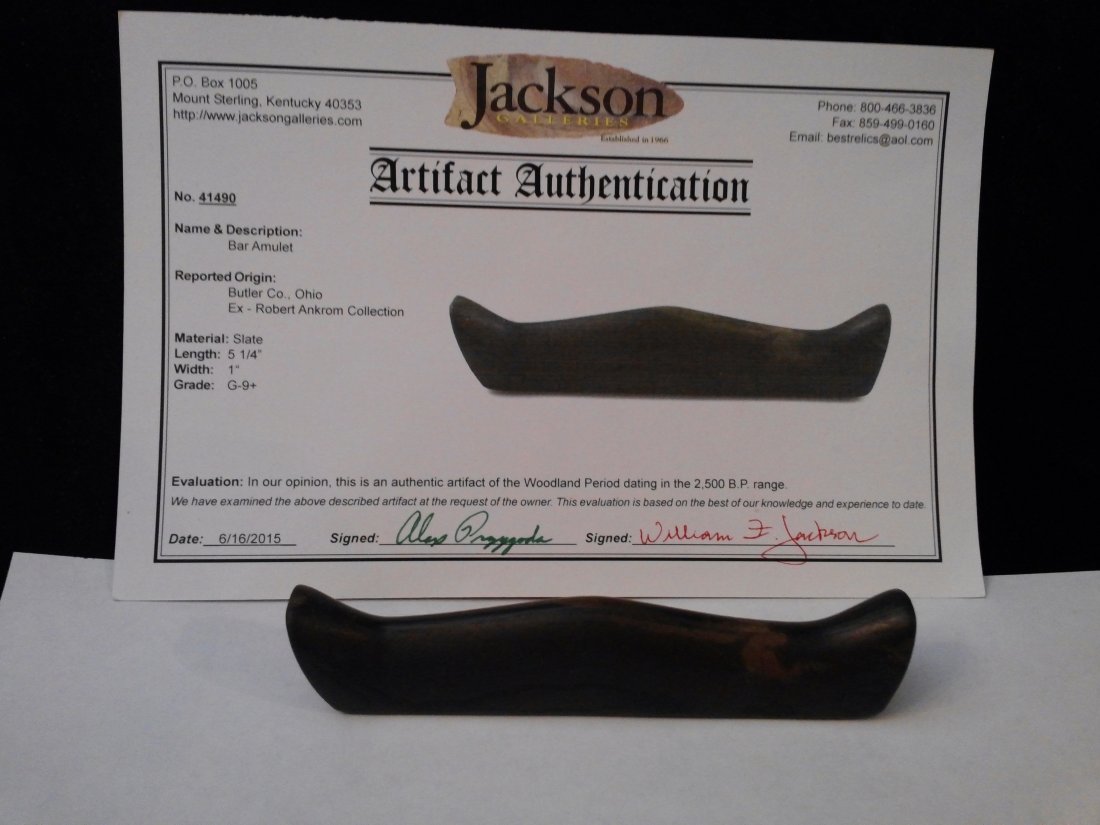 P.O. Box 1005
Mount Sterling, Kentucky 40353
http://www.jacksongalleries.com
Jackson
GALLERIES
Established in 1966
Phone: 800-466-3836
Fax: 859-499-0160
Email: bestrelics@aol.com
Artifact Authentication
No. 41490
Name & Description:
Bar Amulet
Reported Origin:
Butler Co., Ohio
Ex - Robert Ankrom Collection
Material: Slate
Length: 5 1/4"
Width: 1"
Grade: G-9+
Evaluation: In our opinion, this is an authentic artifact of the Woodland Period dating in the 2,500 B.P. range.
We have examined the above described artifact at the request of the owner. This evaluation is based on the best of our knowledge and experience to date.
Date: 6/16/2015 Signed: Alex Przygoda Signed: William F. Jackson